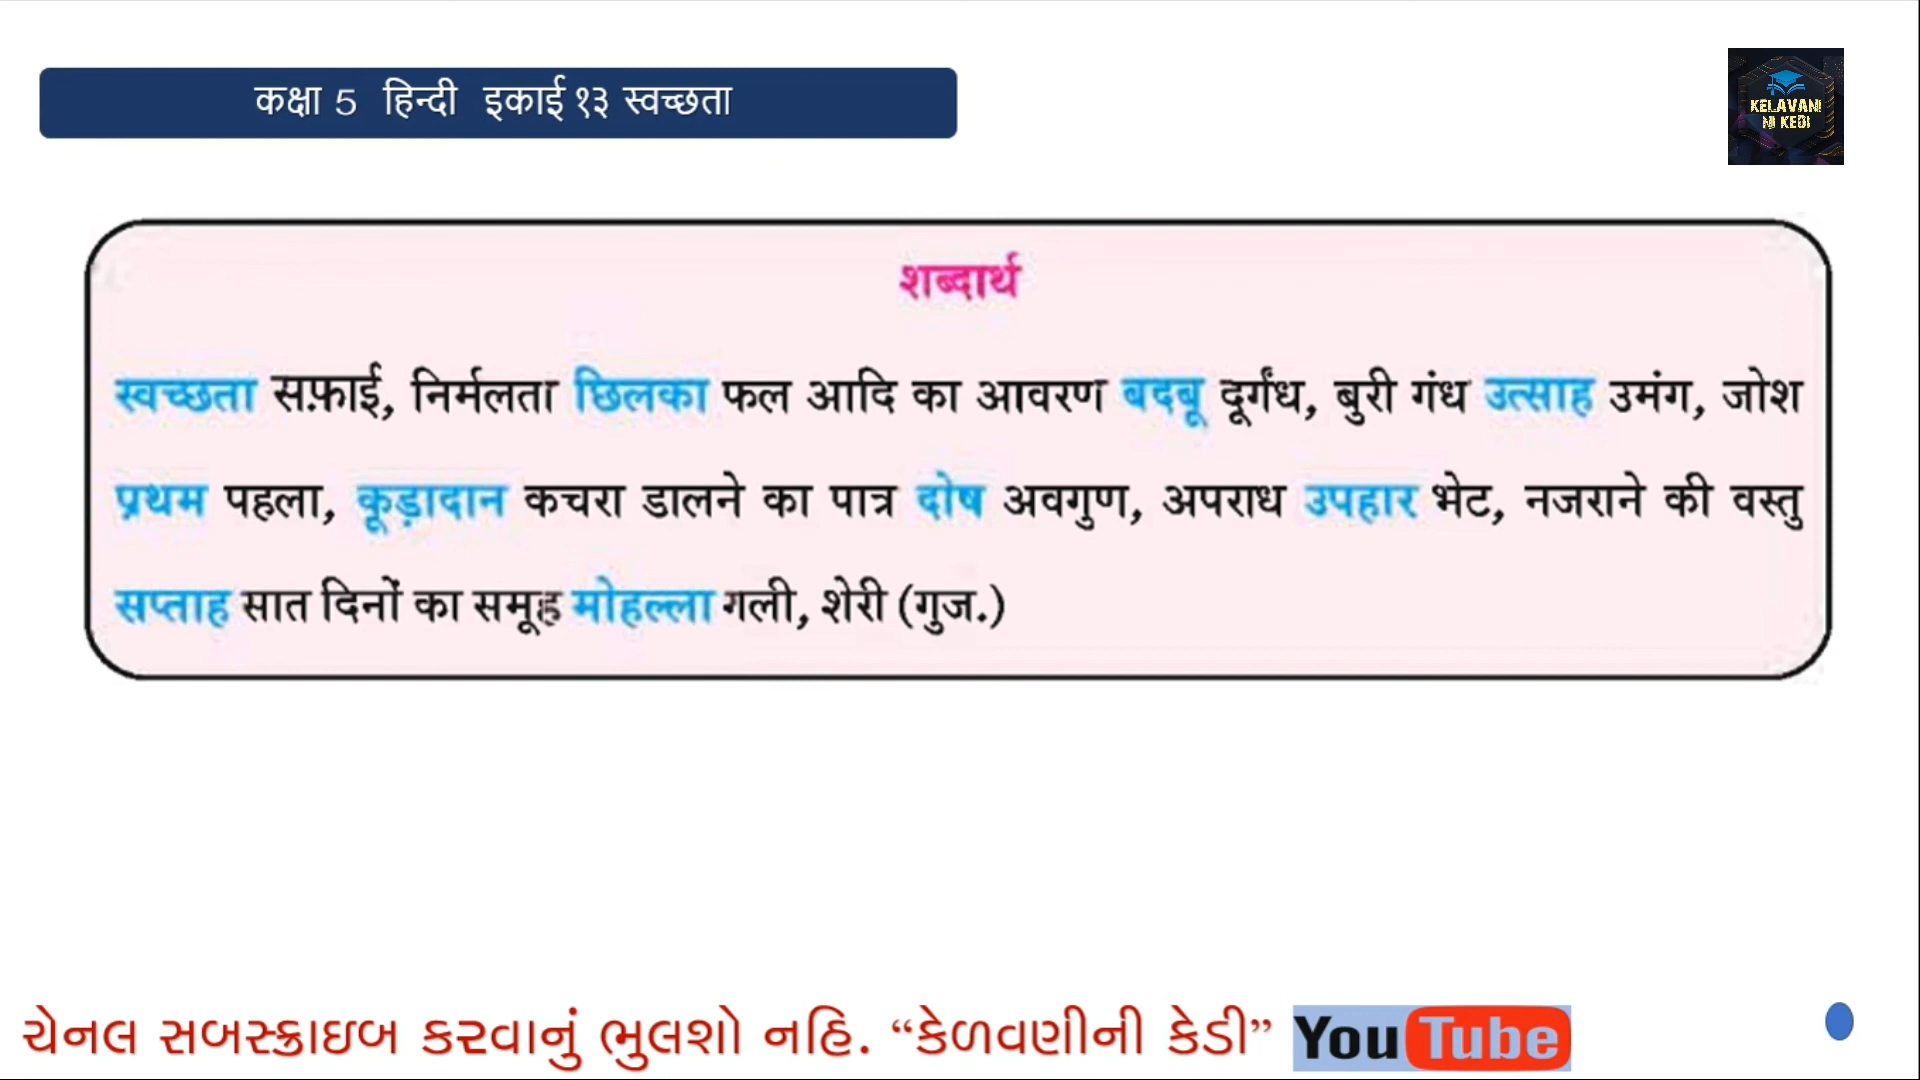 कक्षा 5 हिन्दी इकाई १३ स्वच्छता
KELAVANI
NI KEDI
शब्दार्थ
स्वच्छता सफ़ाई, निर्मलता छिलका फल आदि का आवरण बदबू दूर्गंध, बुरी गंध उत्साह उमंग, जोश
प्रथम पहला, कूड़ादान कचरा डालने का पात्र दोष अवगुण, अपराध उपहार भेट, नजराने की वस्तु
सप्ताह सात दिनों का समूह मोहल्ला गली, शेरी (गुज.)
ચેનલ સબસ્ક્રાઇબ કરવાનું ભુલશો નહિ. “કેળવણીની કેડી” YouTube